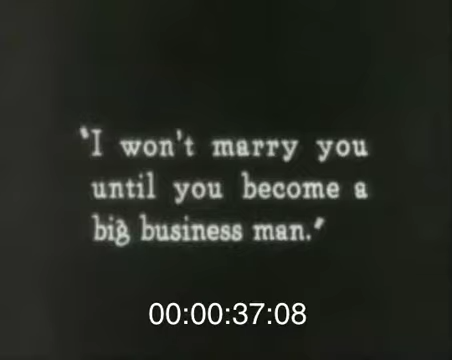 "I won't marry you
until you become a
big business man."
00:00:37:08